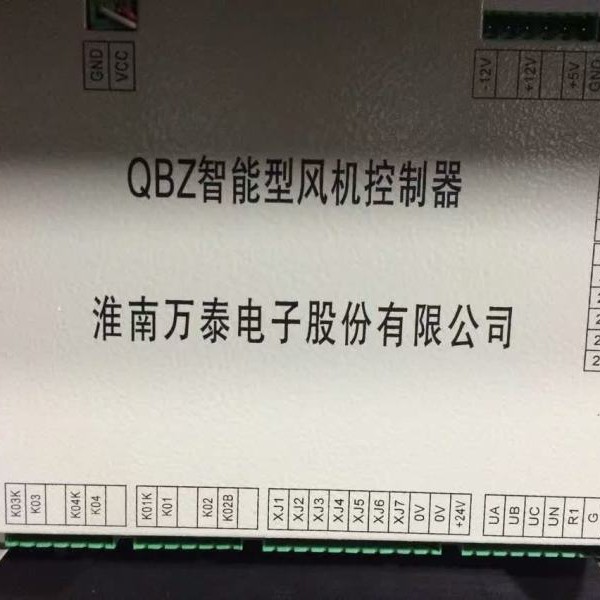 GND VCC
-12V +12V +5V GND
QBZ智能型风机控制器
淮南万泰电子股份有限公司
K03K K03 K04K K04
K01K K01 K02 K02B
XJ1 XJ2 XJ3 XJ4 XJ5 XJ6 XJ7 0V 0V +24V
UA UB UC UN R1 G